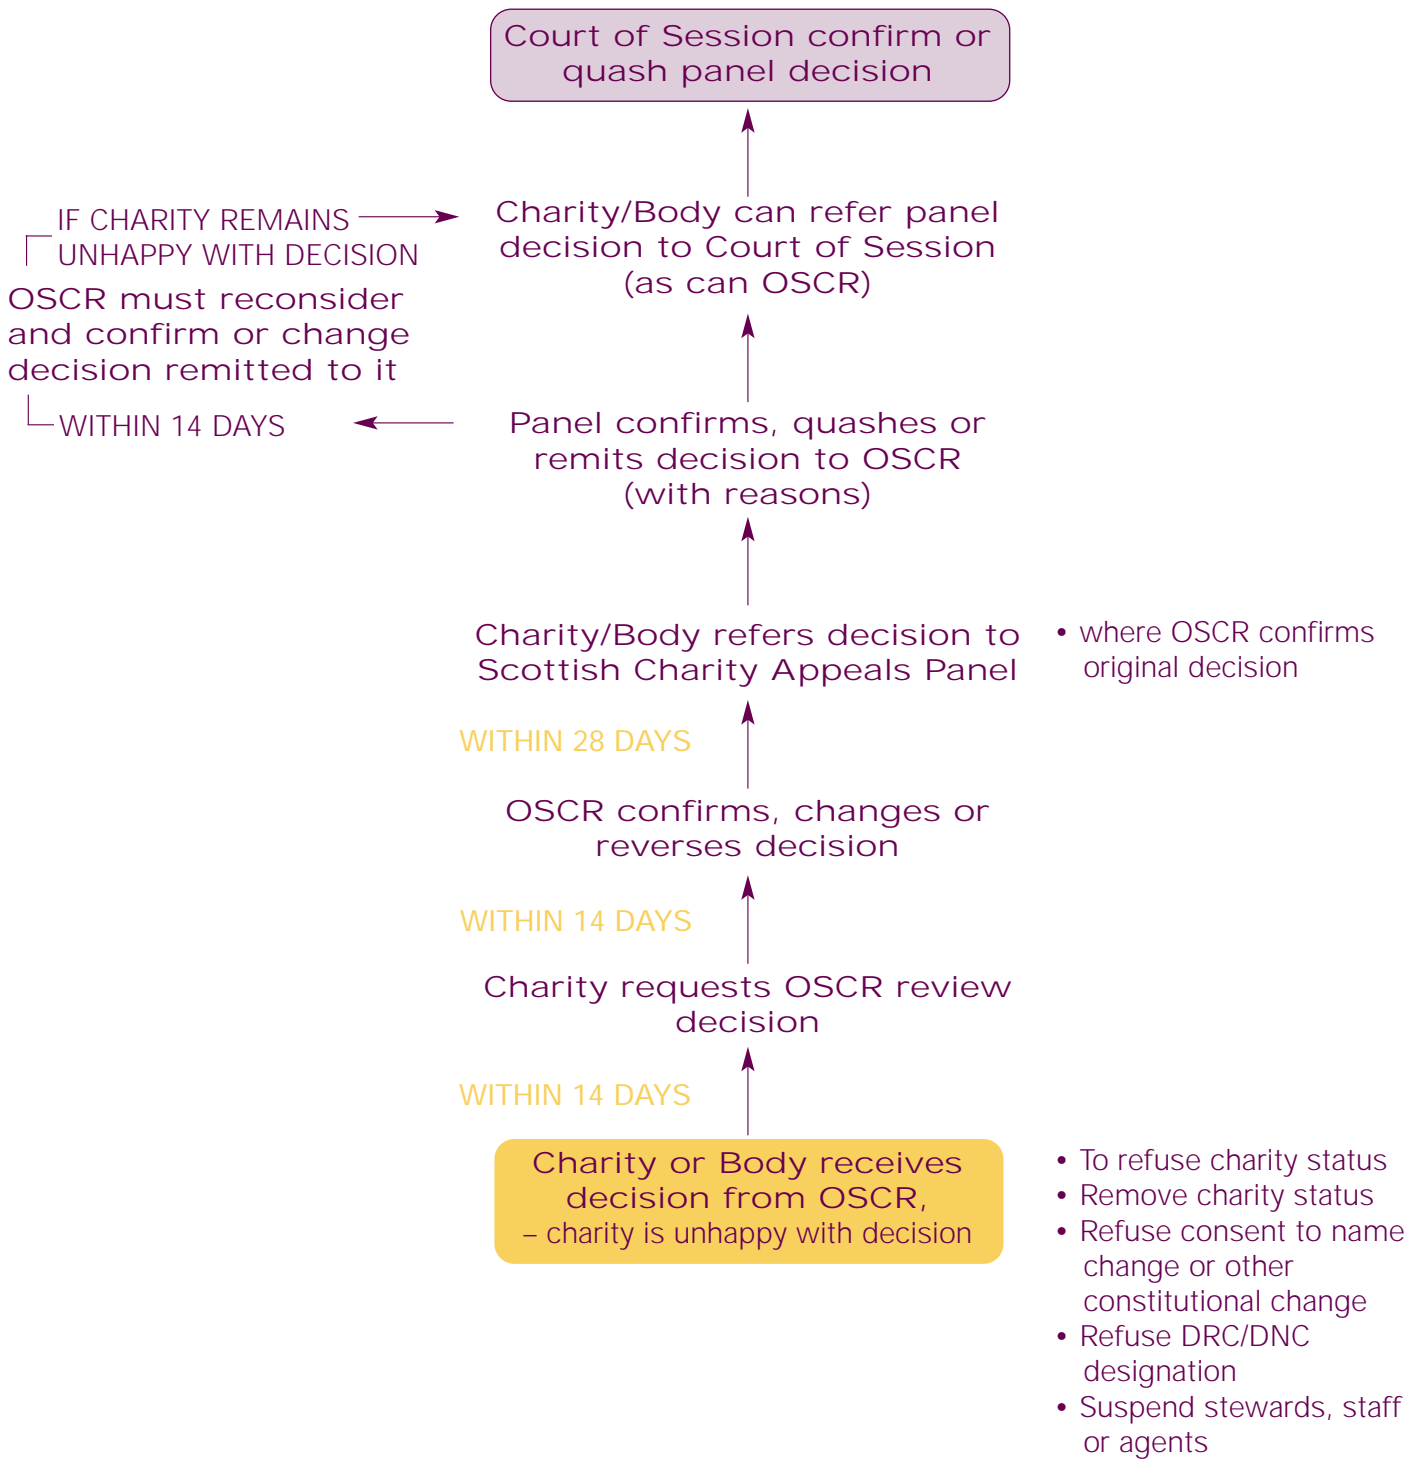 Court of Session confirm or
quash panel decision
IF CHARITY REMAINS
UNHAPPY WITH DECISION
Charity/Body can refer panel
decision to Court of Session
(as can OSCR)
OSCR must reconsider
and confirm or change
decision remitted to it
WITHIN 14 DAYS
Panel confirms, quashes or
remits decision to OSCR
(with reasons)
Charity/Body refers decision to
Scottish Charity Appeals Panel
• where OSCR confirms
original decision
WITHIN 28 DAYS
OSCR confirms, changes or
reverses decision
WITHIN 14 DAYS
Charity requests OSCR review
decision
WITHIN 14 DAYS
Charity or Body receives
decision from OSCR,
– charity is unhappy with decision
• To refuse charity status
• Remove charity status
• Refuse consent to name
change or other
constitutional change
• Refuse DRC/DNC
designation
• Suspend stewards, staff
or agents